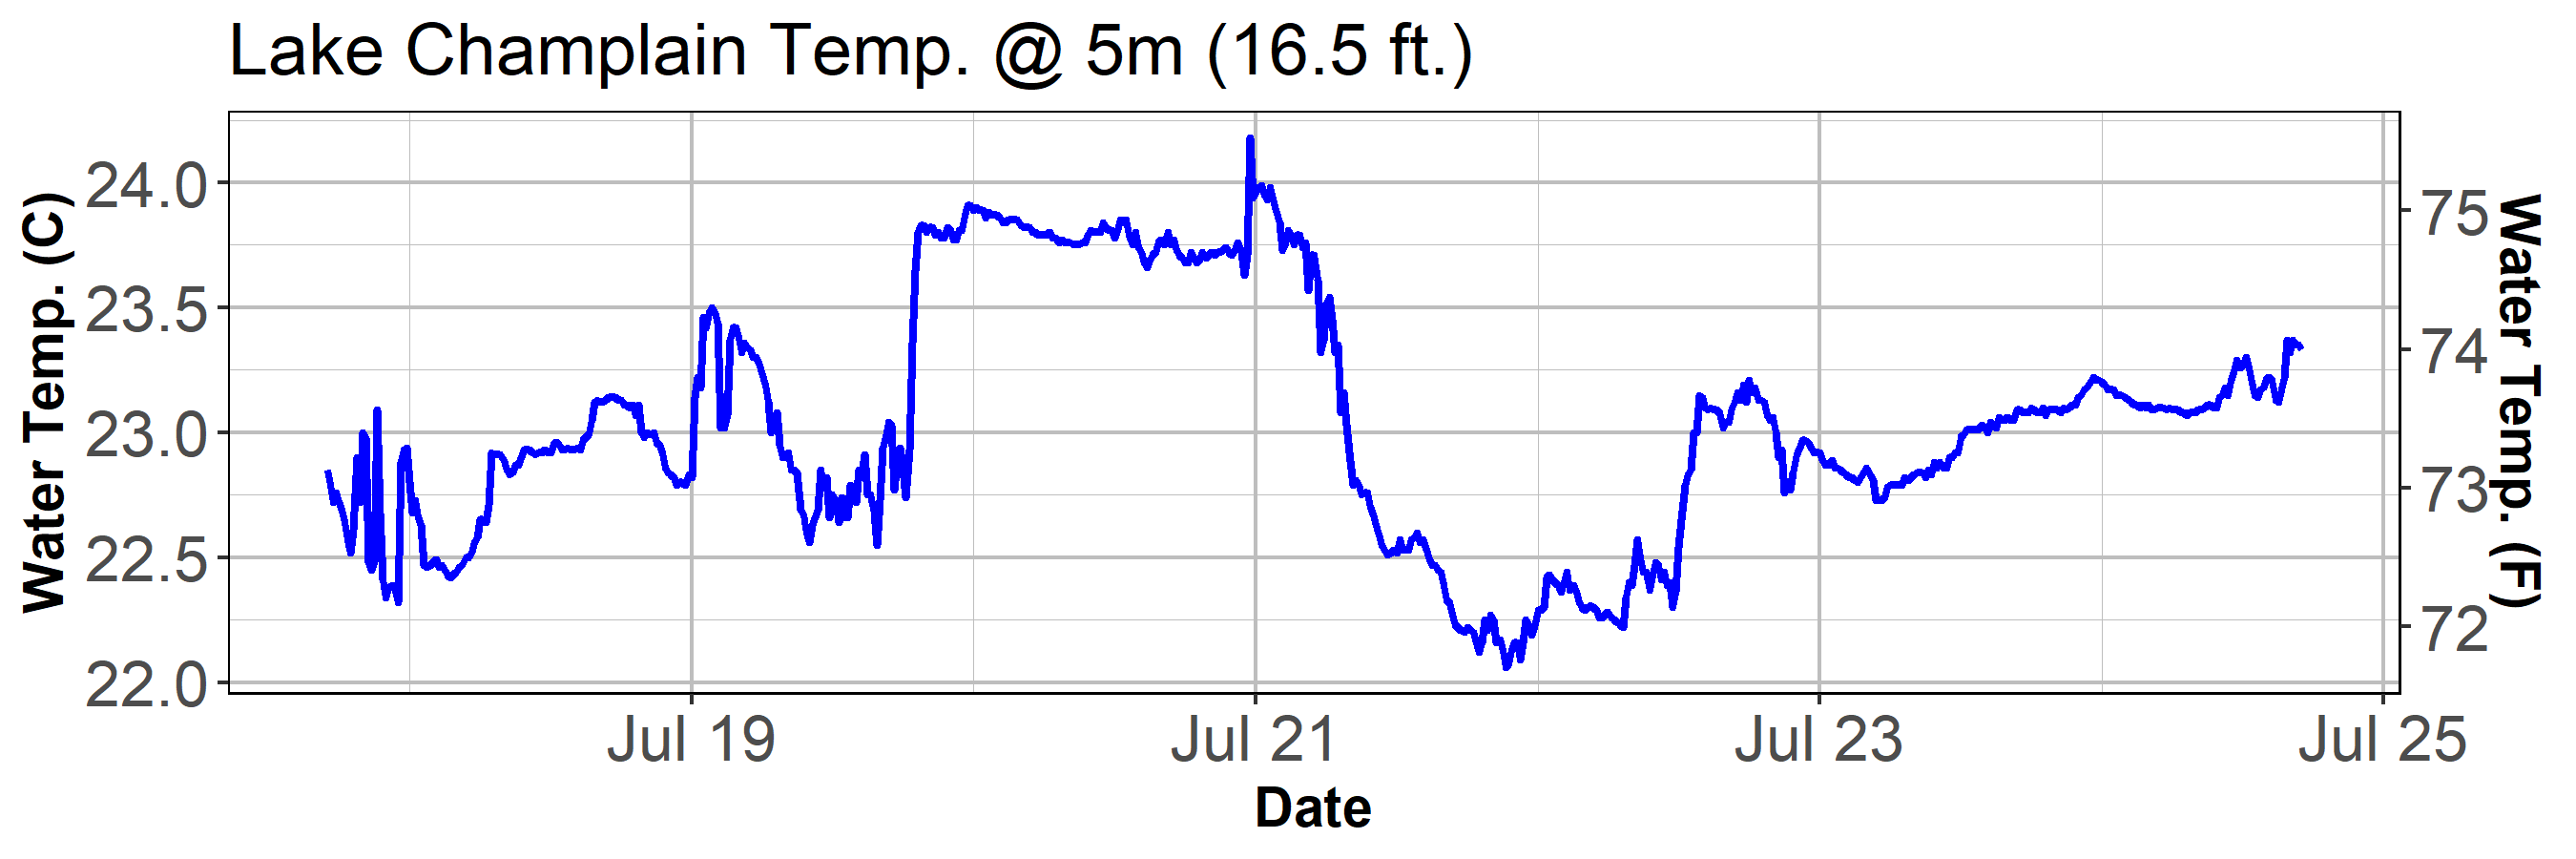 Lake Champlain Temp. @ 5m (16.5 ft.)
Water Temp. (C)
24.0
23.5
23.0
22.5
22.0
75
74
73
72
Water Temp. (F)
Jul 19
Jul 21
Jul 23
Jul 25
Date